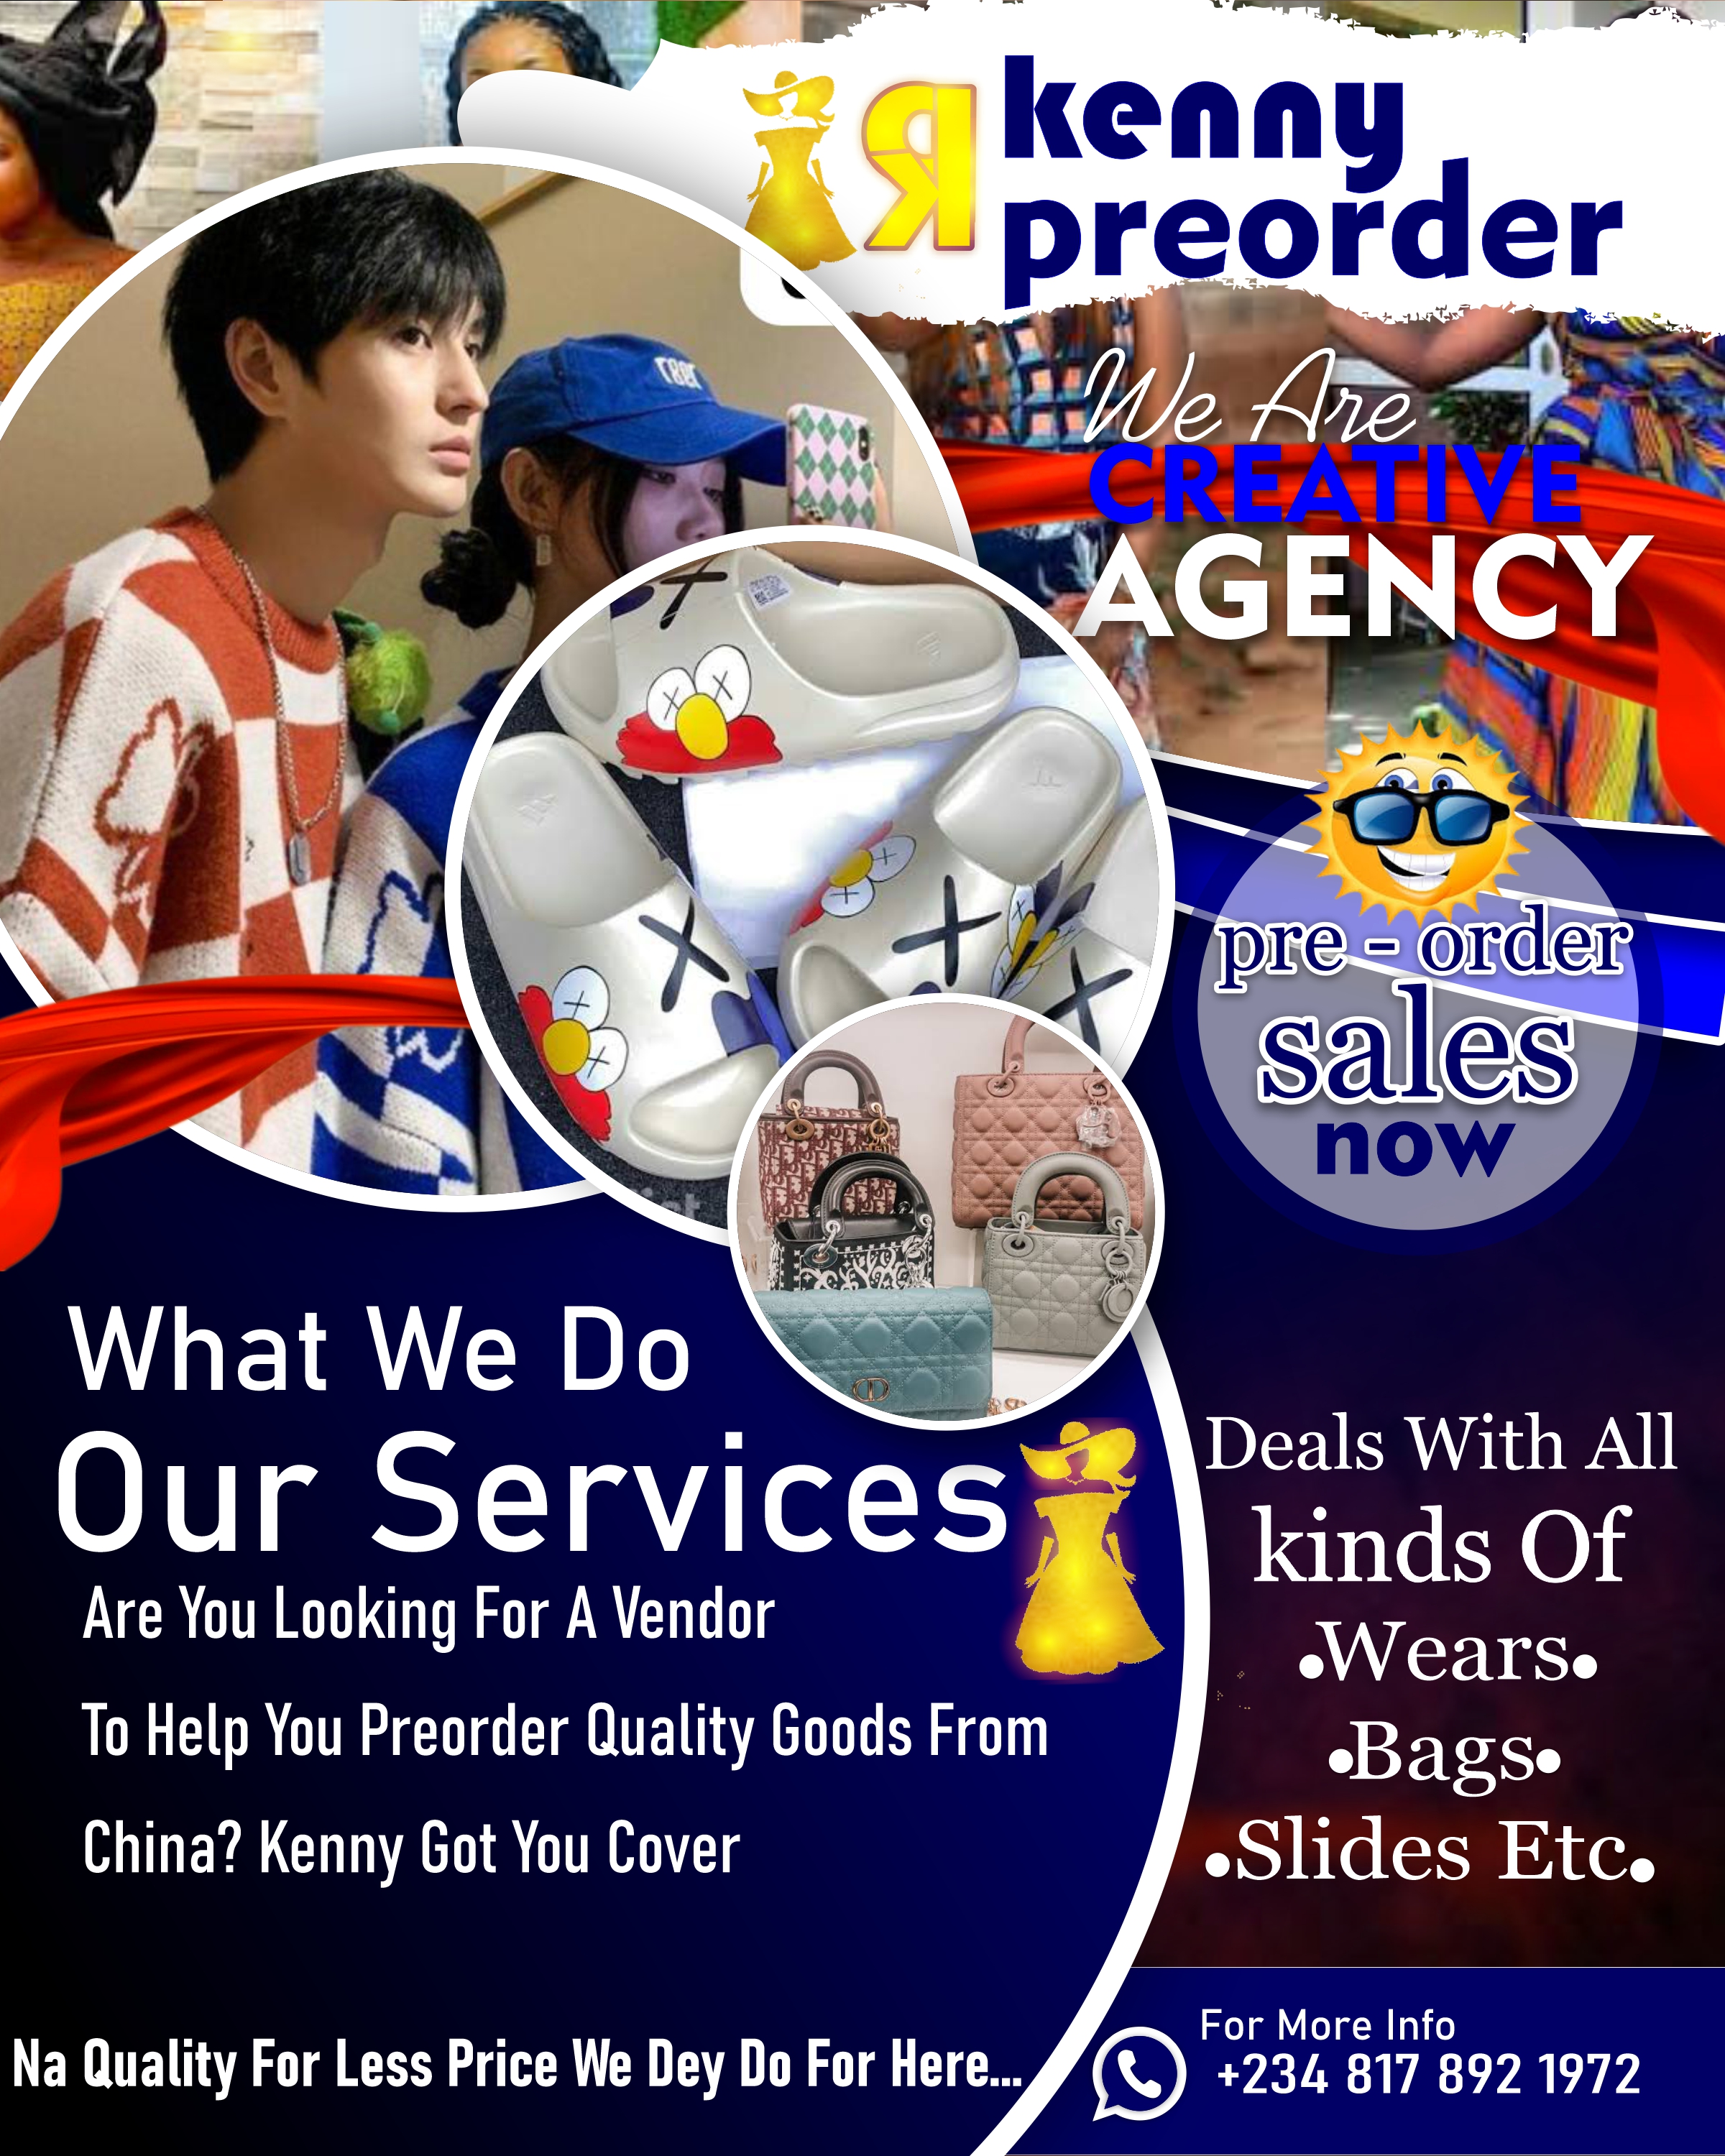 kenny
preorder
We Are
CREATIVE
AGENCY
pre - order
sales
now
What We Do
Our Services
Are You Looking For A Vendor
To Help You Preorder Quality Goods From
China? Kenny Got You Cover
Deals With All
kinds Of
•Wears•
•Bags•
•Slides Etc•
Na Quality For Less Price We Dey Do For Here...
For More Info
+234 817 892 1972